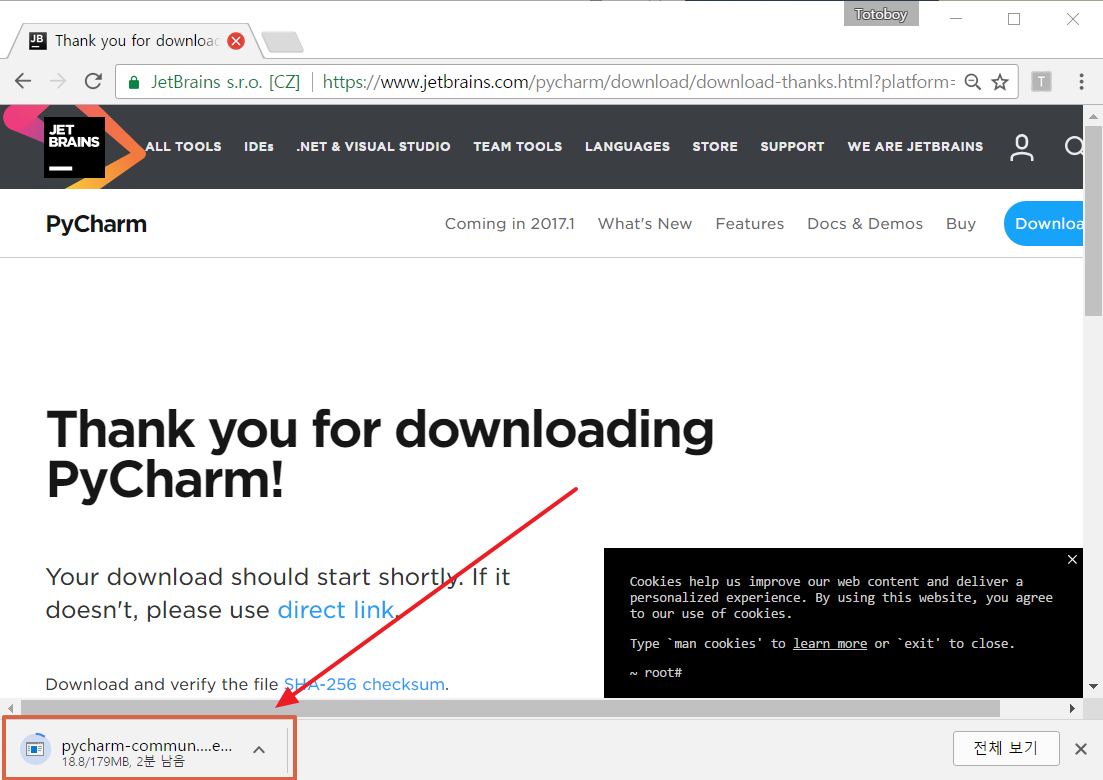 Totoboy
JB Thank you for downloa
JetBrains s.r.o. [CZ] https://www.jetbrains.com/pycharm/download/download-thanks.html?platform= T
JET
BRAINS
ALL TOOLS IDEs .NET & VISUAL STUDIO TEAM TOOLS LANGUAGES STORE SUPPORT WE ARE JETBRAINS
PyCharm Coming in 2017.1 What's New Features Docs & Demos Buy Downloa
Thank you for downloading
PyCharm!
Your download should start shortly. If it
doesn't, please use direct link.
Download and verify the file SHA-256 checksum.
Cookies help us improve our web content and deliver a
personalized experience. By using this website, you agree
to our use of cookies.
Type `man cookies' to learn more or `exit' to close.
~ root#
pycharm-commun....e...
18.8/179MB, 2분 남음
전체 보기